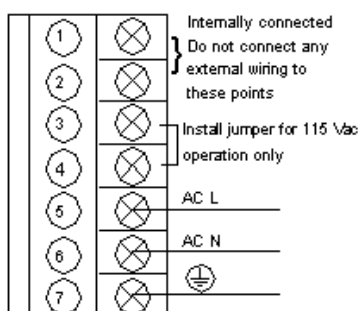 1
2
3
4
5
6
7
Internally connected
Do not connect any
external wiring to
these points
Install jumper for 115 Vac
operation only
AC L
AC N